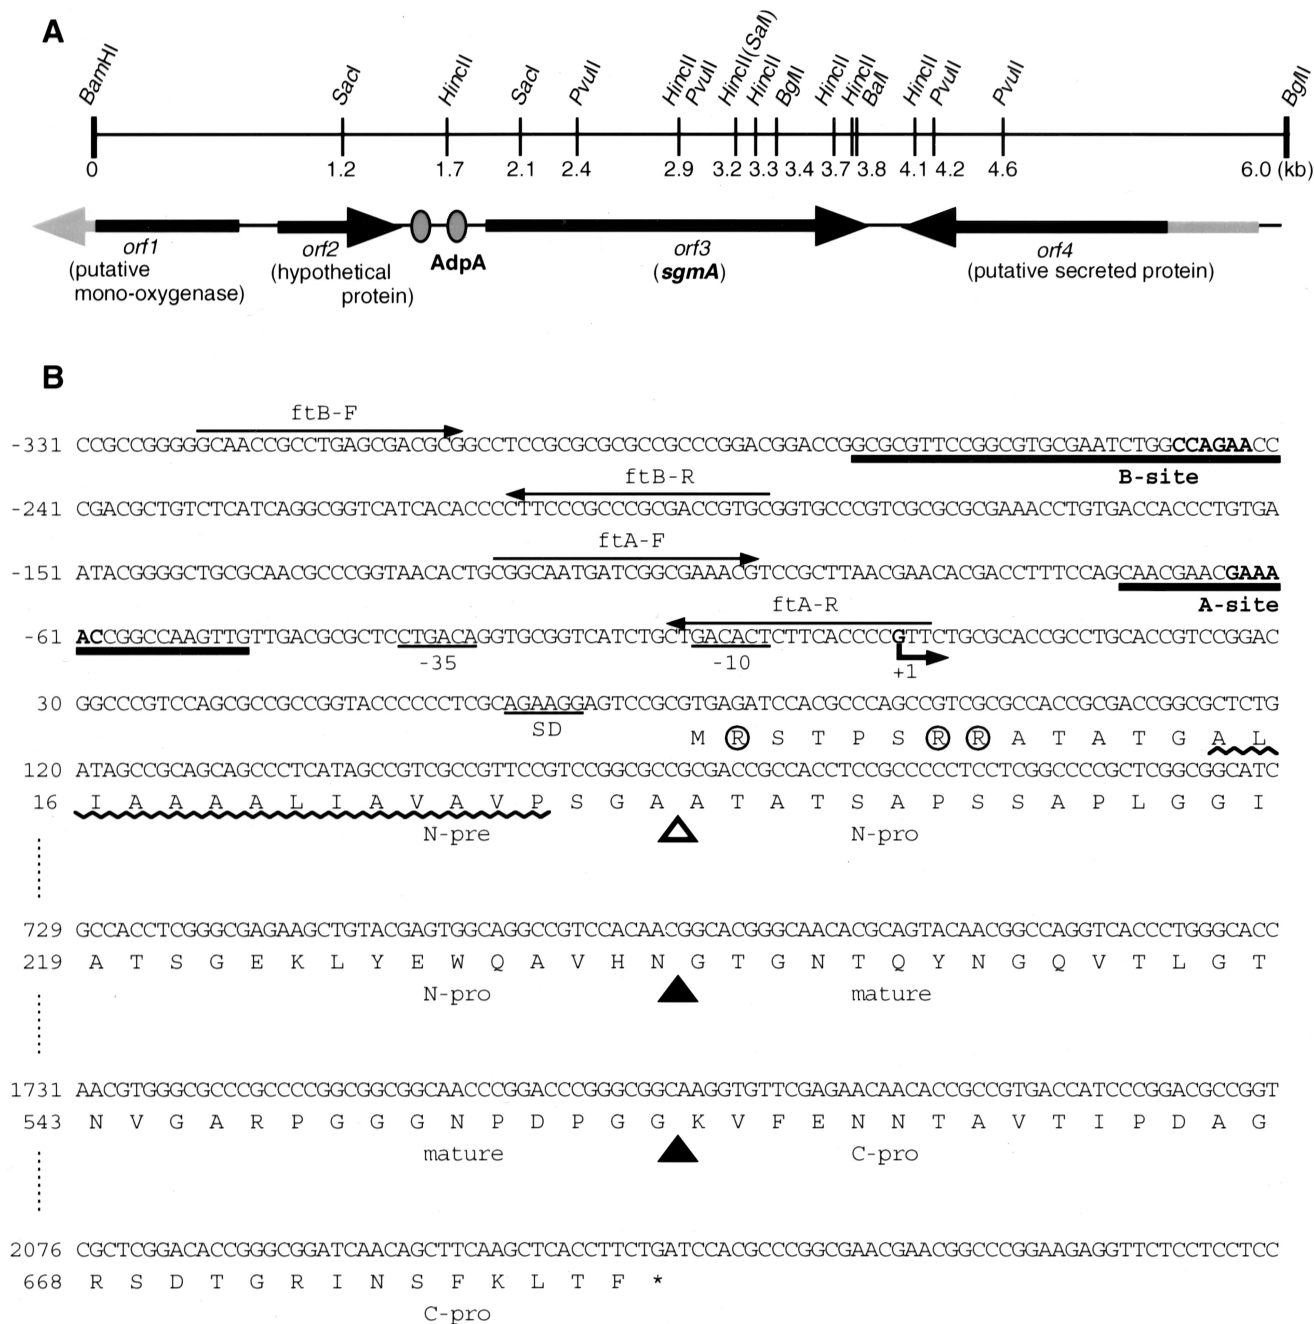 A
BamHI SacI HincII SacI PvuII HincII PvuII HincII(SalI) HincII BglII HincII HincII BalI HincII PvuII PvuII BglII
0 1.2 1.7 2.1 2.4 2.9 3.2 3.3 3.4 3.7 3.8 4.1 4.2 4.6 6.0 (kb)
orf1 orf2 AdpA orf3 orf4
(putative mono-oxygenase) (hypothetical protein) (sgmA) (putative secreted protein)
B
ftB-F
-331 CCGCCGGGGGCAACCGCCTGAGCGACGCGGCCTCCGCGCGCGCCGCCCGGACGGACCGGCGCGTTCCGGCGTGCGAATCTGGCCAGAACC
B-site
ftB-R
-241 CGACGCTGTCTCATCAGGCGGTCATCACACCCCTTCCCGCCCGCGACCGTGCGGTGCCCGTCGCGCGCGAAACCTGTGACCACCCTGTGA
ftA-F
-151 ATACGGGGCTGCGCAACGCCCGGTAACACTGCGGCAATGATCGGCGAAACGTCCGCTTAACGAACACGACCTTTCCAGCAACGAACGAAA
A-site
ftA-R
-61 ACCGGCCAAGTTGTTGACGCGCTCCTGACAGGTGCGGTCATCTGCTGACACTCTTCACCCCGTTCTGCGCACCGCCTGCACCGTCCGGAC
-35 -10 +1
30 GGCCCGTCCAGCGCCGCCGGTACCCCCCTCGCAGAAGGAGTCCGCGTGAGATCCACGCCCAGCCGTCGCGCCACCGCGACCGGCGCTCTG
SD
M R S T P S R R A T A T G A L
120 ATAGCCGCAGCAGCCCTCATAGCCGTCGCCGTTCCGTCCGGCGCCGCGACCGCCACCTCCGCCCCCTCCTCGGCCCCGCTCGGCGGCATC
16 I A A A A L I A V A V P S G A A T A T S A P S S A P L G G I
N-pre N-pro
729 GCCACCTCGGGCGAGAAGCTGTACGAGTGGCAGGCCGTCCACAACGGCACGGGCAACACGCAGTACAACGGCCAGGTCACCCTGGGCACC
219 A T S G E K L Y E W Q A V H N G T G N T Q Y N G Q V T L G T
N-pro mature
1731 AACGTGGGCGCCCGCCCCGGCGGCGGCAACCCGGACCCGGGCGGCAAGGTGTTCGAGAACAACACCGCCGTGACCATCCCGGACGCCGGT
543 N V G A R P G G G N P D P G G K V F E N N T A V T I P D A G
mature C-pro
2076 CGCTCGGACACCGGGCGGATCAACAGCTTCAAGCTCACCTTCTGATCCACGCCCGGCGAACGAACGGCCCGGAAGAGGTTCTCCTCCTCC
668 R S D T G R I N S F K L T F *
C-pro